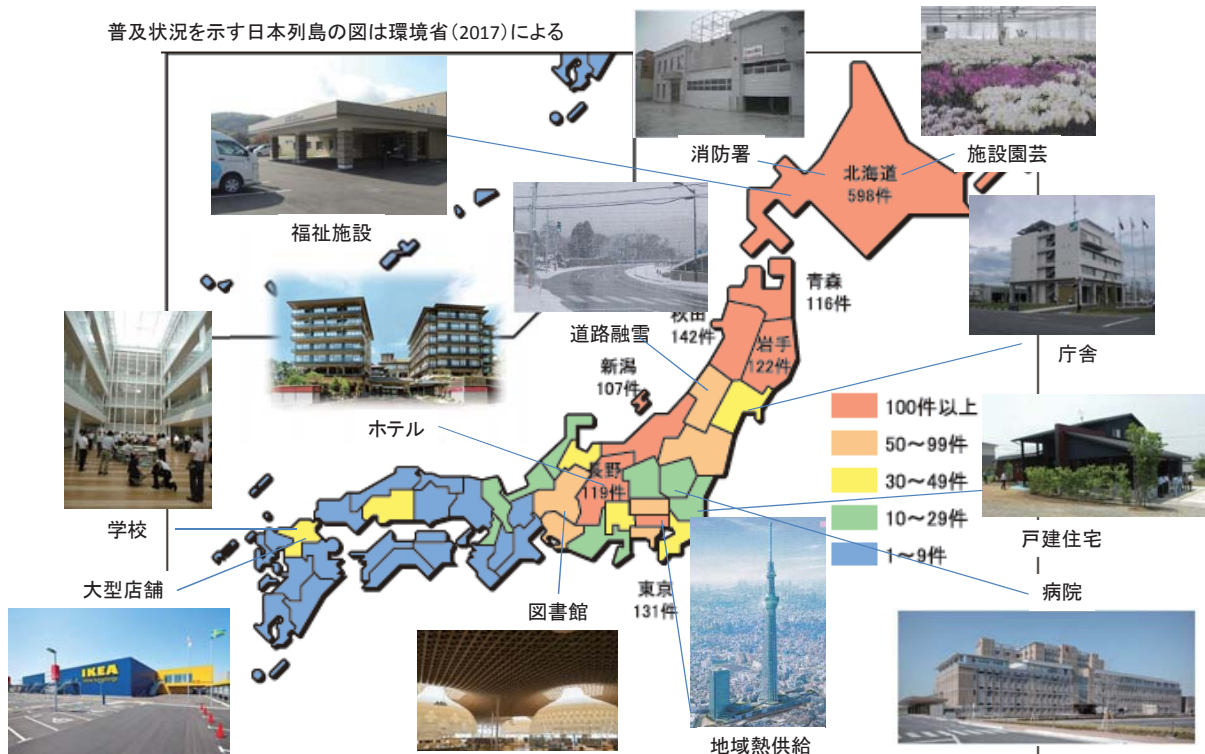 普及状況を示す日本列島の図は環境省(2017)による
消防署
施設園芸
北海道
598件
福祉施設
青森
116件
秋田
142件
道路融雪
岩手
122件
庁舎
新潟
107件
ホテル
100件以上
50～99件
30～49件
10～29件
1～9件
長野
119件
学校
戸建住宅
大型店舗
東京
131件
図書館
病院
IKEA
地域熱供給